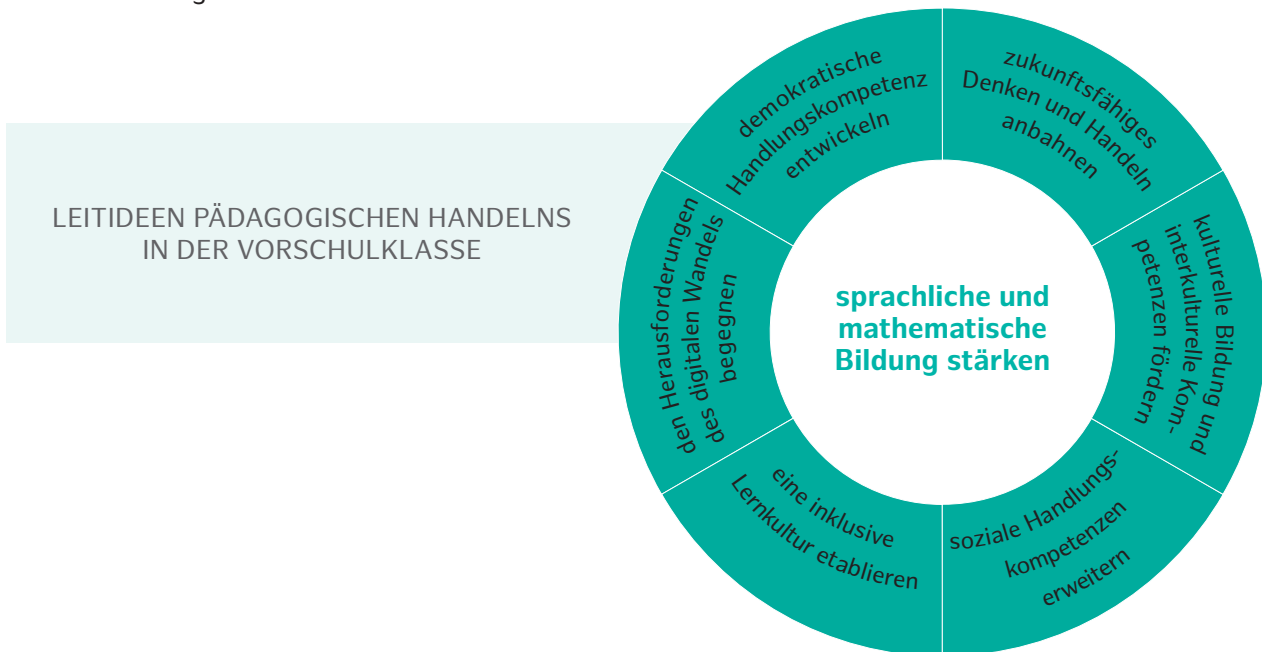 LEITIDEEN PÄDAGOGISCHEN HANDELNS
IN DER VORSCHULKLASSE
demokratische
Handlungskompetenz
entwickeln
zukunftsfähiges
Denken und Handeln
anbahnen
kulturelle Bildung und
interkulturelle Kom-
petenzen fördern
soziale Handlungs-
kompetenzen
erweitern
eine inklusive
Lernkultur etablieren
den Herausforderungen
des digitalen Wandels
begegnen
sprachliche und
mathematische
Bildung stärken